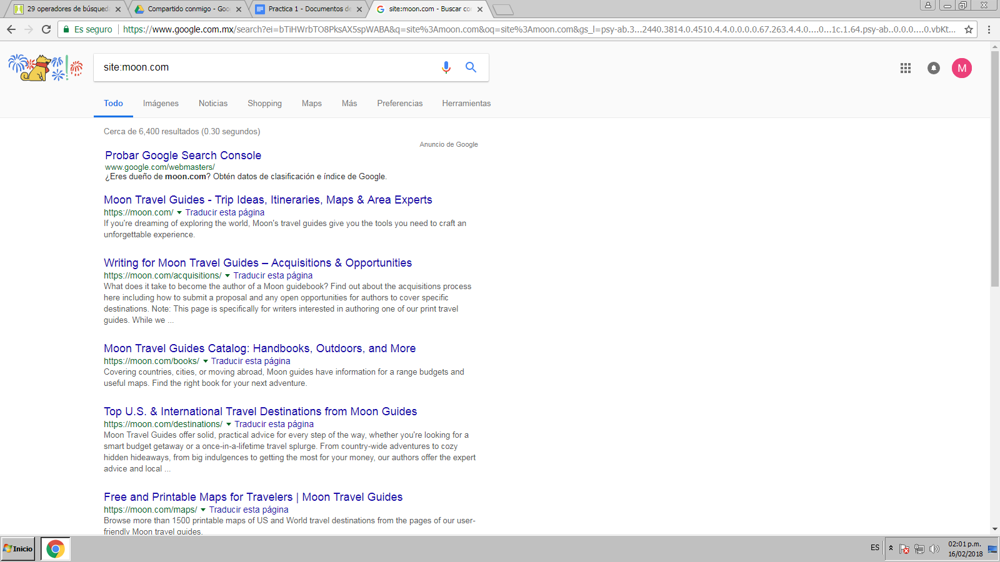 29 operadores de búsqued
Compartido conmigo - Goo
Practica 1 - Documentos de
site:moon.com - Buscar co
Es seguro
https://www.google.com.mx/search?ei=bTiHWrbTO8PksAX5spWABA&q=site%3Amoon.com&oq=site%3Amoon.com&gs_l=psy-ab.3...2440.3814.0.4510.4.4.0.0.0.0.67.263.4.4.0....0...1c.1.64.psy-ab..0.0.0....0.vbKt...
site:moon.com
M
Todo
Imágenes
Noticias
Shopping
Maps
Más
Preferencias
Herramientas
Cerca de 6,400 resultados (0.30 segundos)
Anuncio de Google
Probar Google Search Console
www.google.com/webmasters/
¿Eres dueño de moon.com? Obtén datos de clasificación e índice de Google.
Moon Travel Guides - Trip Ideas, Itineraries, Maps & Area Experts
https://moon.com/ Traducir esta página
If you're dreaming of exploring the world, Moon's travel guides give you the tools you need to craft an
unforgettable experience.
Writing for Moon Travel Guides – Acquisitions & Opportunities
https://moon.com/acquisitions/ Traducir esta página
What does it take to become the author of a Moon guidebook? Find out about the acquisitions process
here including how to submit a proposal and any open opportunities for authors to cover specific
destinations. Note: This page is specifically for writers interested in authoring one of our print travel
guides. While we ...
Moon Travel Guides Catalog: Handbooks, Outdoors, and More
https://moon.com/books/ Traducir esta página
Covering countries, cities, or moving abroad, Moon guides have information for a range budgets and
useful maps. Find the right book for your next adventure.
Top U.S. & International Travel Destinations from Moon Guides
https://moon.com/destinations/ Traducir esta página
Moon Travel Guides offer solid, practical advice for every step of the way, whether you're looking for a
smart budget getaway or a once-in-a-lifetime travel splurge. From country-wide adventures to cozy
hidden hideaways, from big indulgences to getting the most for your money, our authors offer the expert
advice and local ...
Free and Printable Maps for Travelers | Moon Travel Guides
https://moon.com/maps/ Traducir esta página
Browse more than 1500 printable maps of US and World travel destinations from the pages of our user-
friendly Moon travel guides.
Inicio
ES
02:01 p.m.
16/02/2018